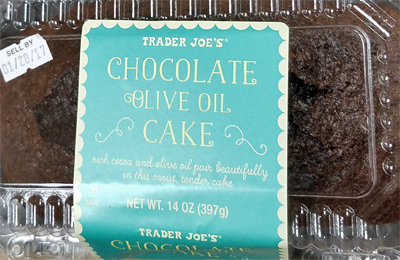 SELL BY
01/28/17
TRADER JOE'S®
CHOCOLATE
OLIVE OIL
CAKE
rich cocoa and olive oil pair beautifully
in this moist, tender cake
NET WT. 14 OZ (397g)
TRADER JOE'S®
CHOCOLATE